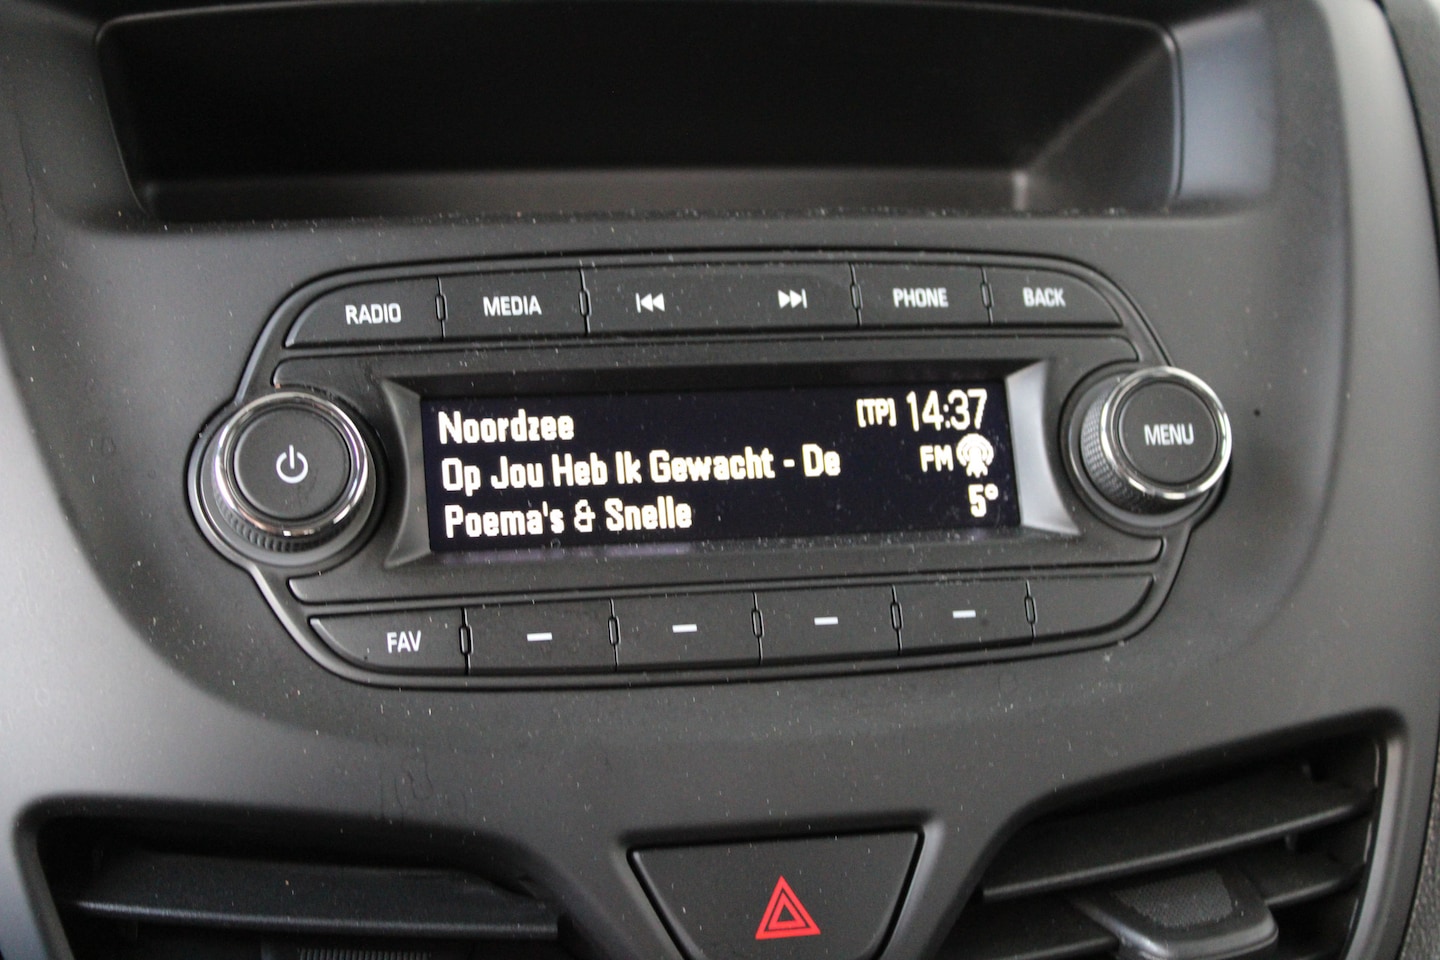 RADIO MEDIA PHONE BACK
Noordzee [TP] 14:37
Op Jou Heb Ik Gewacht - De FM
Poema's & Snelle 5°
MENU
FAV